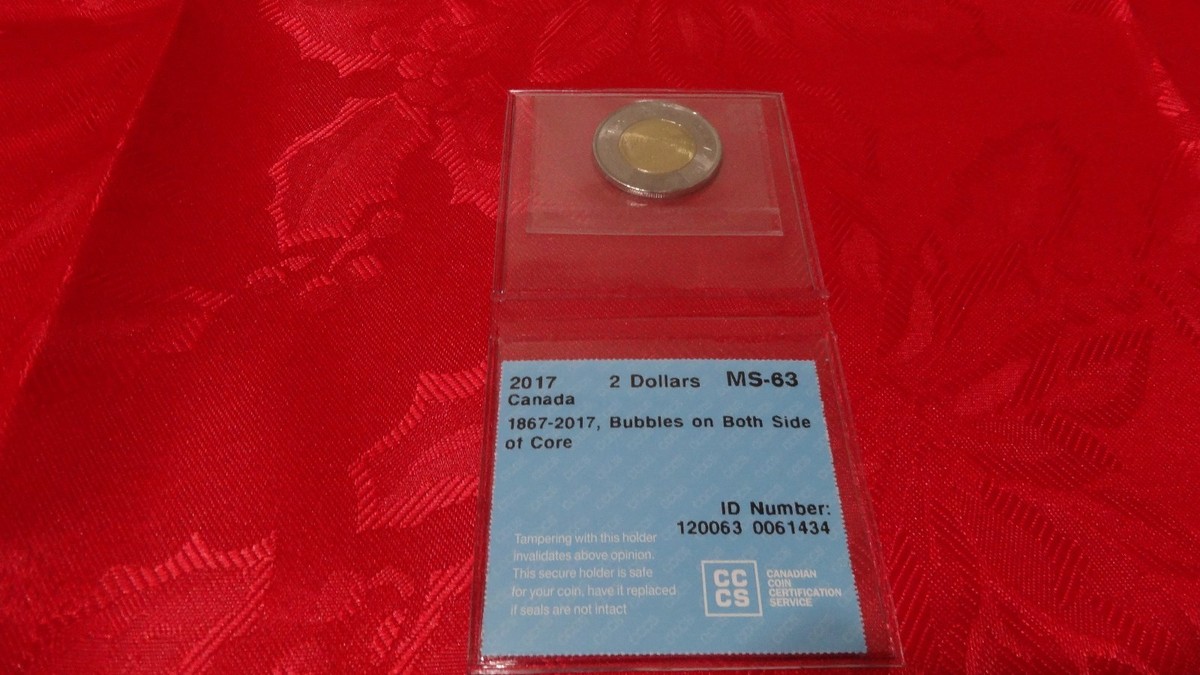 2017 2 Dollars MS-63
Canada
1867-2017, Bubbles on Both Side
of Core
ID Number:
120063 0061434
Tampering with this holder
invalidates above opinion.
This secure holder is safe
for your coin, have it replaced
if seals are not intact
CC
CS
CANADIAN
COIN
CERTIFICATION
SERVICE